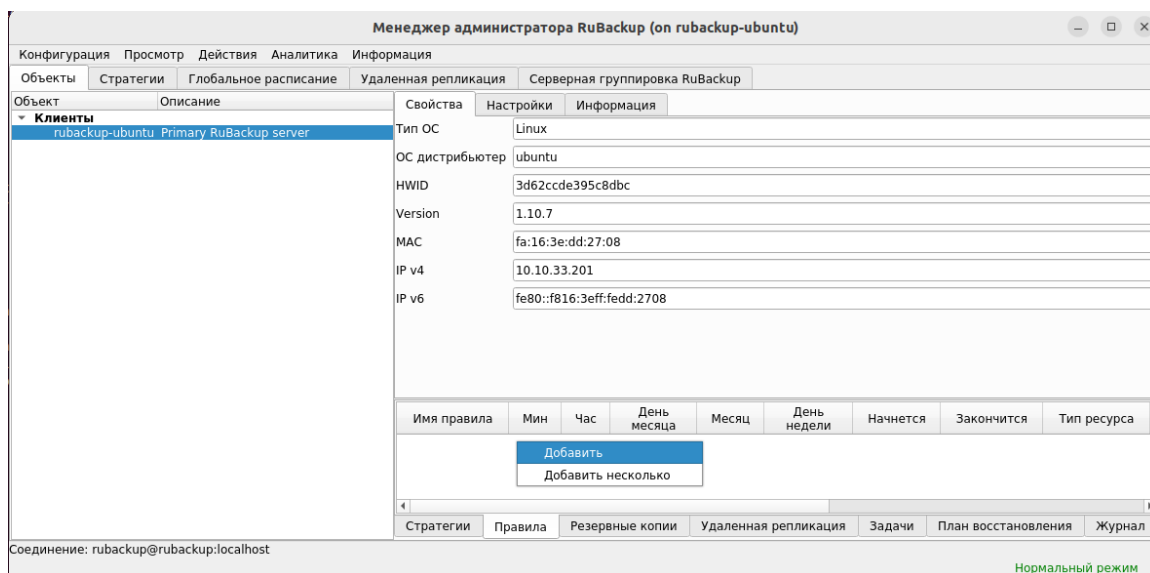 Менеджер администратора RuBackup (on rubackup-ubuntu)
Конфигурация Просмотр Действия Аналитика Информация
Объекты Стратегии Глобальное расписание Удаленная репликация Серверная группировка RuBackup
Объект Описание
Клиенты
rubackup-ubuntu Primary RuBackup server
Свойства Настройки Информация
Тип ОС Linux
ОС дистрибьютер ubuntu
HWID 3d62ccde395c8dbc
Version 1.10.7
MAC fa:16:3e:dd:27:08
IP v4 10.10.33.201
IP v6 fe80::f816:3eff:fedd:2708
Имя правила Мин Час День месяца Месяц День недели Начнется Закончится Тип ресурса
Добавить
Добавить несколько
Стратегии Правила Резервные копии Удаленная репликация Задачи План восстановления Журнал
Соединение: rubackup@rubackup:localhost
Нормальный режим